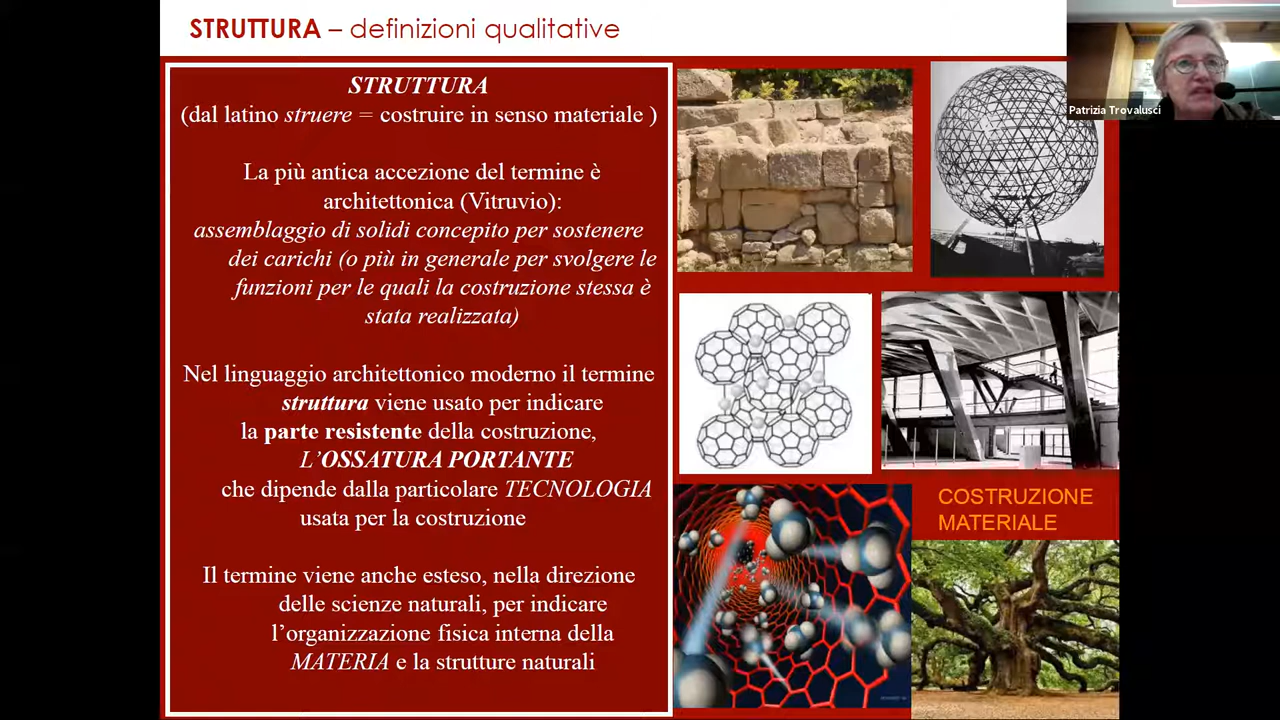 STRUTTURA – definizioni qualitative
Patrizia Trovalusci
STRUTTURA
(dal latino struere = costruire in senso materiale )
La più antica accezione del termine è
architettonica (Vitruvio):
assemblaggio di solidi concepito per sostenere
dei carichi (o più in generale per svolgere le
funzioni per le quali la costruzione stessa è
stata realizzata)
Nel linguaggio architettonico moderno il termine
struttura viene usato per indicare
la parte resistente della costruzione,
L’OSSATURA PORTANTE
che dipende dalla particolare TECNOLOGIA
usata per la costruzione
Il termine viene anche esteso, nella direzione
delle scienze naturali, per indicare
l’organizzazione fisica interna della
MATERIA e la strutture naturali
COSTRUZIONE
MATERIALE